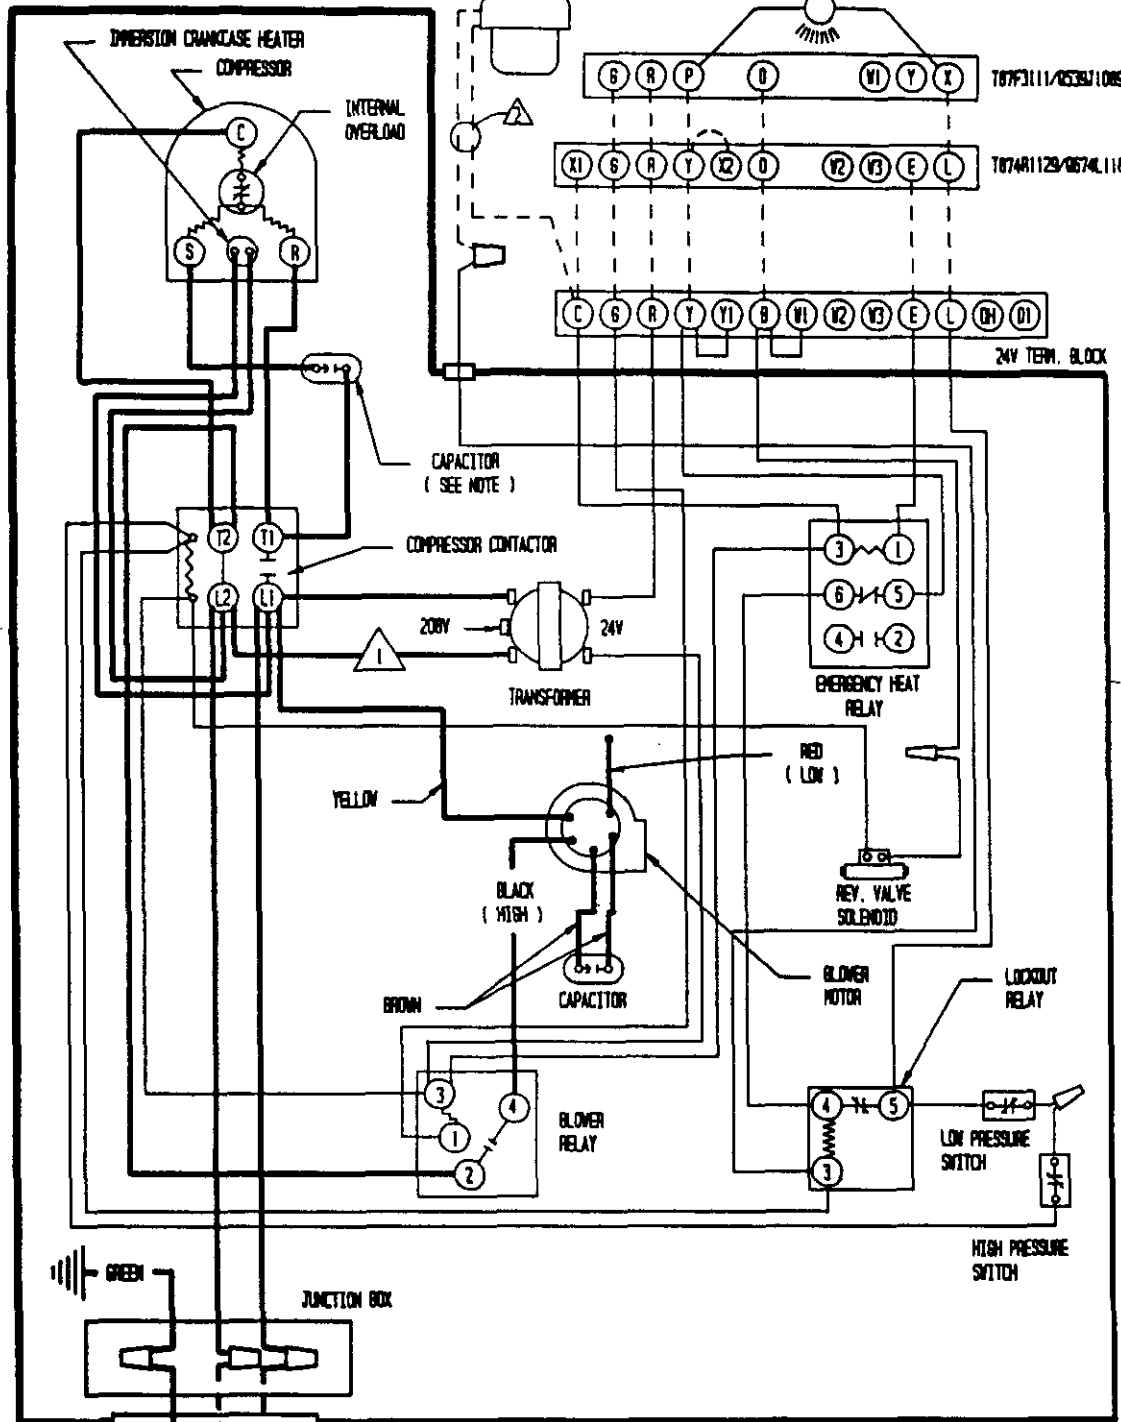 IMMERSION CRANKCASE HEATER
COMPRESSOR
INTERNAL
OVERLOAD
C
S
R
2
G R P O W1 Y X
X1 G R Y X2 O W2 W3 E L
C G R Y Y1 B W1 W2 W3 E L OH O1
24V TERM. BLOCK
CAPACITOR
( SEE NOTE )
T2 T1
L2 L1
COMPRESSOR CONTACTOR
208V
24V
1
TRANSFORMER
3 1
6 5
4 2
EMERGENCY HEAT
RELAY
RED
( LOW )
YELLOW
BLACK
( HIGH )
REV. VALVE
SOLENOID
BROWN
CAPACITOR
BLOWER
MOTOR
LOCKOUT
RELAY
3
4
1
2
BLOWER
RELAY
4 5
3
LOW PRESSURE
SWITCH
HIGH PRESSURE
SWITCH
GREEN
JUNCTION BOX